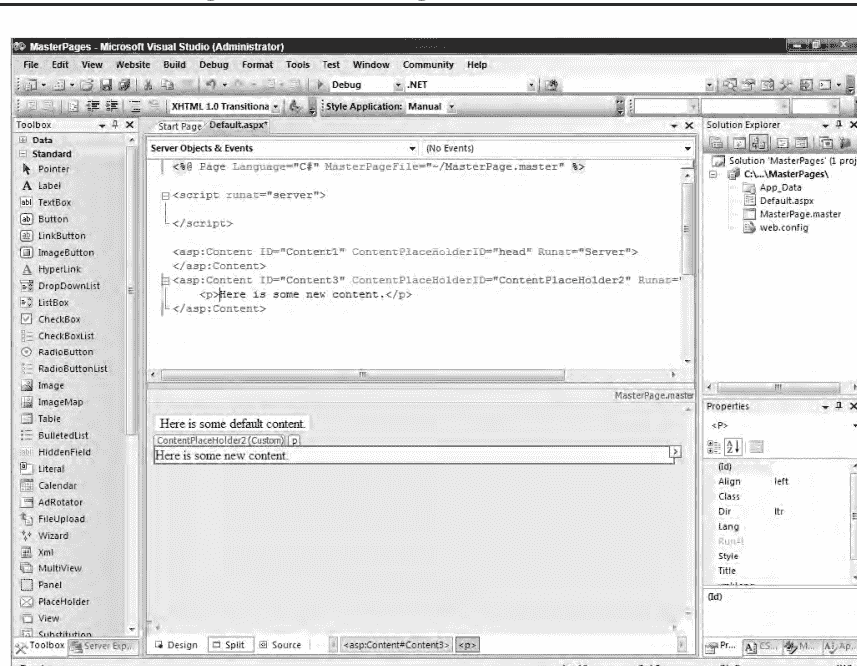 MasterPages - Microsoft Visual Studio (Administrator)
File Edit View Website Build Debug Format Tools Test Window Community Help
Debug .NET
XHTML 1.0 Transitiona Style Application: Manual
Toolbox
Data
Standard
Pointer
Label
TextBox
Button
LinkButton
ImageButton
HyperLink
DropDownList
ListBox
CheckBox
CheckBoxList
RadioButton
RadioButtonList
Image
ImageMap
Table
BulletedList
HiddenField
Literal
Calendar
AdRotator
FileUpload
Wizard
Xml
MultiView
Panel
PlaceHolder
View
Substitution
Toolbox Server Exp...
Start Page Default.aspx*
Server Objects & Events (No Events)
<%@ Page Language="C#" MasterPageFile="~/MasterPage.master" %>
<script runat="server">
</script>
<asp:Content ID="Content1" ContentPlaceHolderID="head" Runat="Server">
</asp:Content>
<asp:Content ID="Content3" ContentPlaceHolderID="ContentPlaceHolder2" Runat="
<p>Here is some new content.</p>
</asp:Content>
MasterPage.master
Here is some default content.
ContentPlaceHolder2 (Custom) p
Here is some new content.
Design Split Source <asp:Content#Content3> <p>
Solution Explorer
Solution 'MasterPages' (1 proj
C:\...\MasterPages\
App_Data
Default.aspx
MasterPage.master
web.config
Properties
<P>
(Id)
Align left
Class
Dir ltr
Lang
Runat
Style
Title
(Id)
Pr... CS... M... Ap...